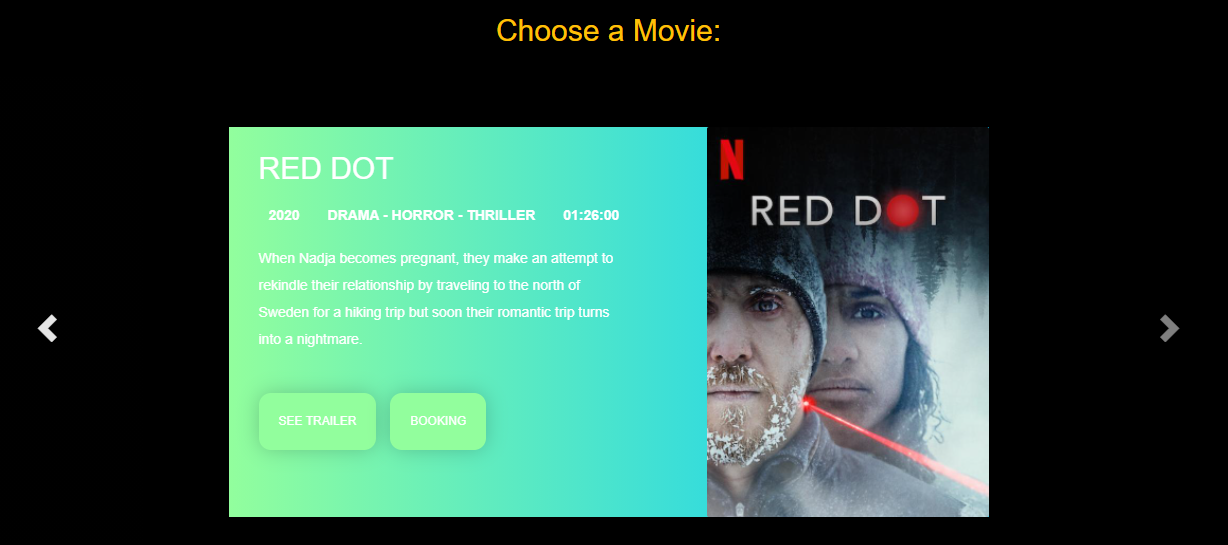 Choose a Movie:
RED DOT
2020 DRAMA - HORROR - THRILLER 01:26:00
When Nadja becomes pregnant, they make an attempt to
rekindle their relationship by traveling to the north of
Sweden for a hiking trip but soon their romantic trip turns
into a nightmare.
SEE TRAILER BOOKING
N
RED DOT